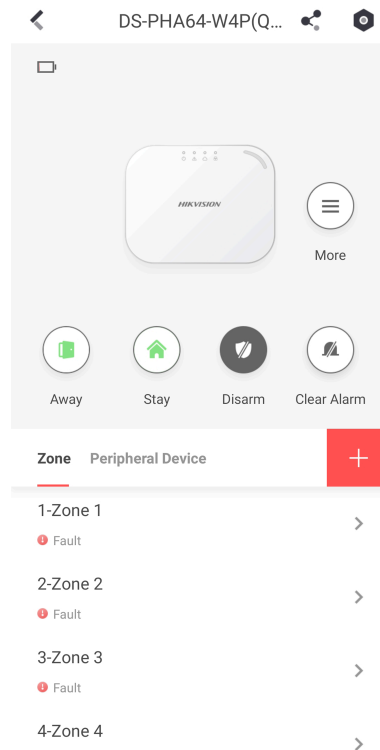 DS-PHA64-W4P(Q...
HIKVISION
More
Away
Stay
Disarm
Clear Alarm
Zone
Peripheral Device
1-Zone 1
Fault
2-Zone 2
Fault
3-Zone 3
Fault
4-Zone 4